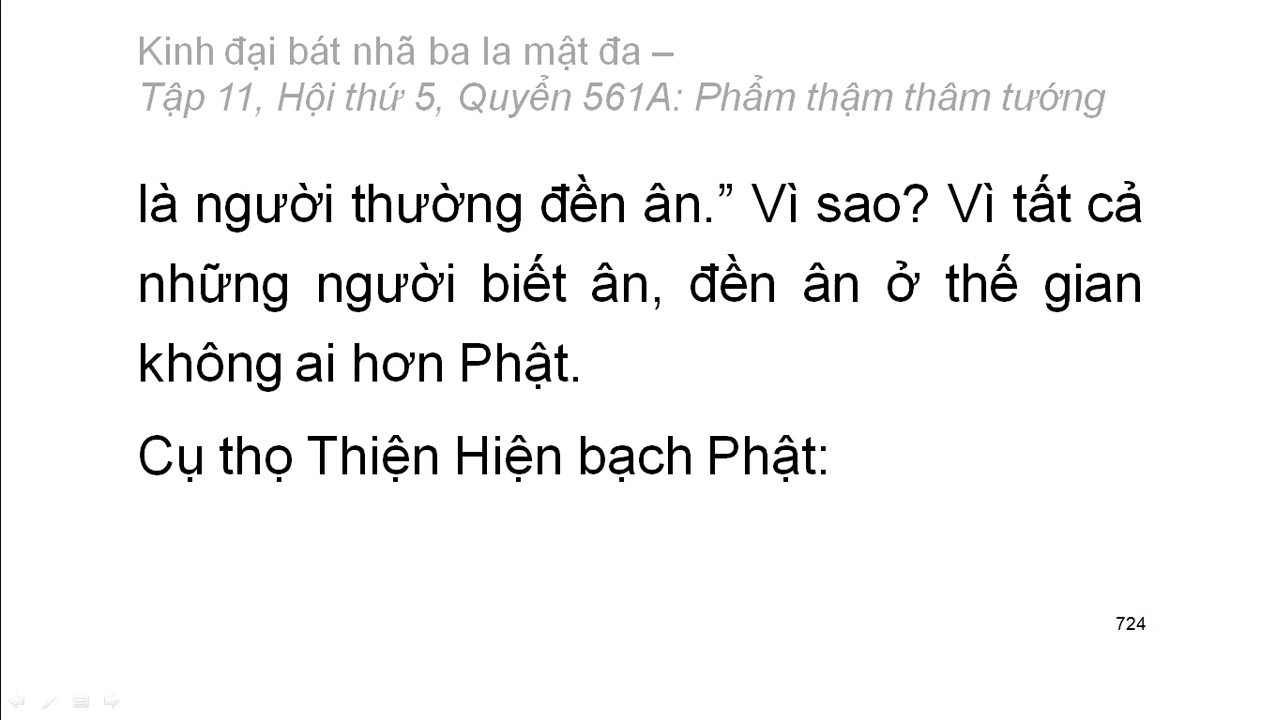 Kinh đại bát nhã ba la mật đa –
Tập 11, Hội thứ 5, Quyển 561A: Phẩm thậm thâm tướng
là người thường đền ân.” Vì sao? Vì tất cả
những người biết ân, đền ân ở thế gian
không ai hơn Phật.
Cụ thọ Thiện Hiện bạch Phật:
724